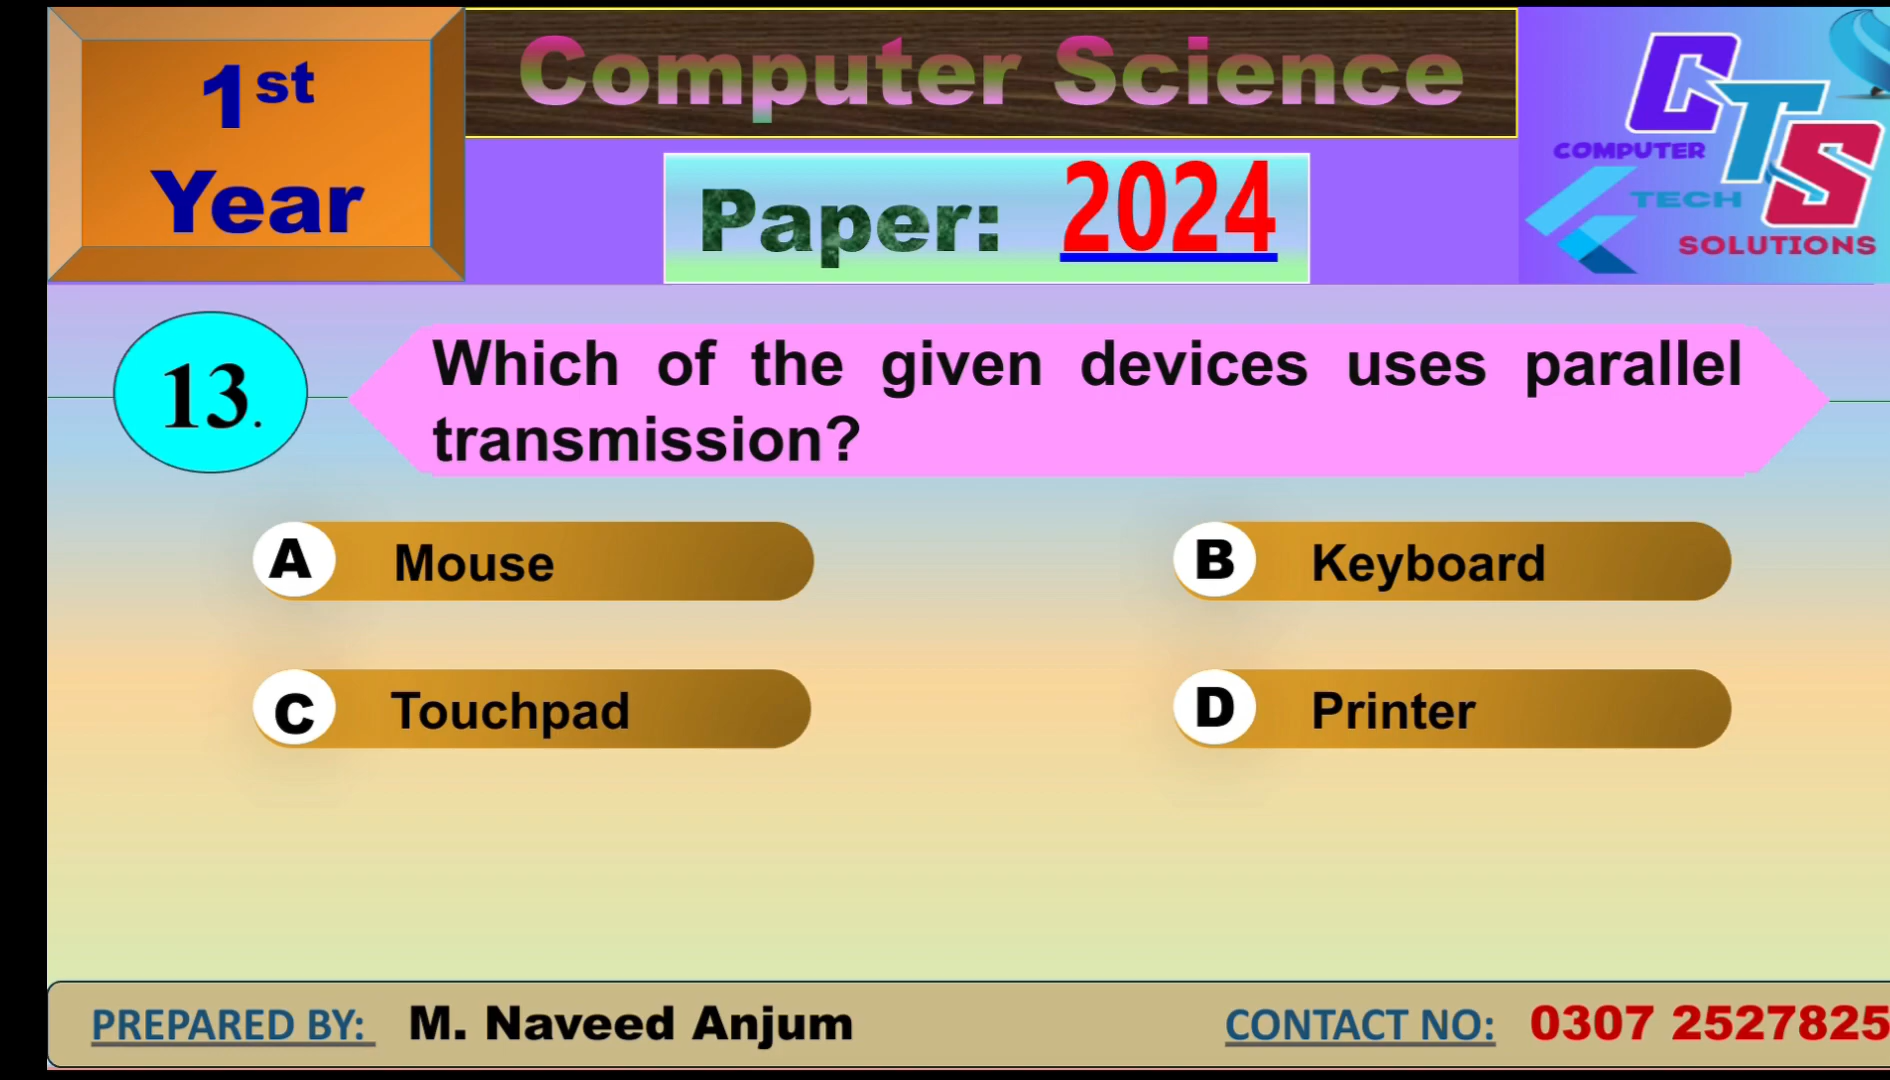 1st
Year
Computer Science
Paper: 2024
CTS
COMPUTER
TECH
SOLUTIONS
13.
Which of the given devices uses parallel
transmission?
A Mouse
B Keyboard
C Touchpad
D Printer
PREPARED BY: M. Naveed Anjum
CONTACT NO: 0307 2527825